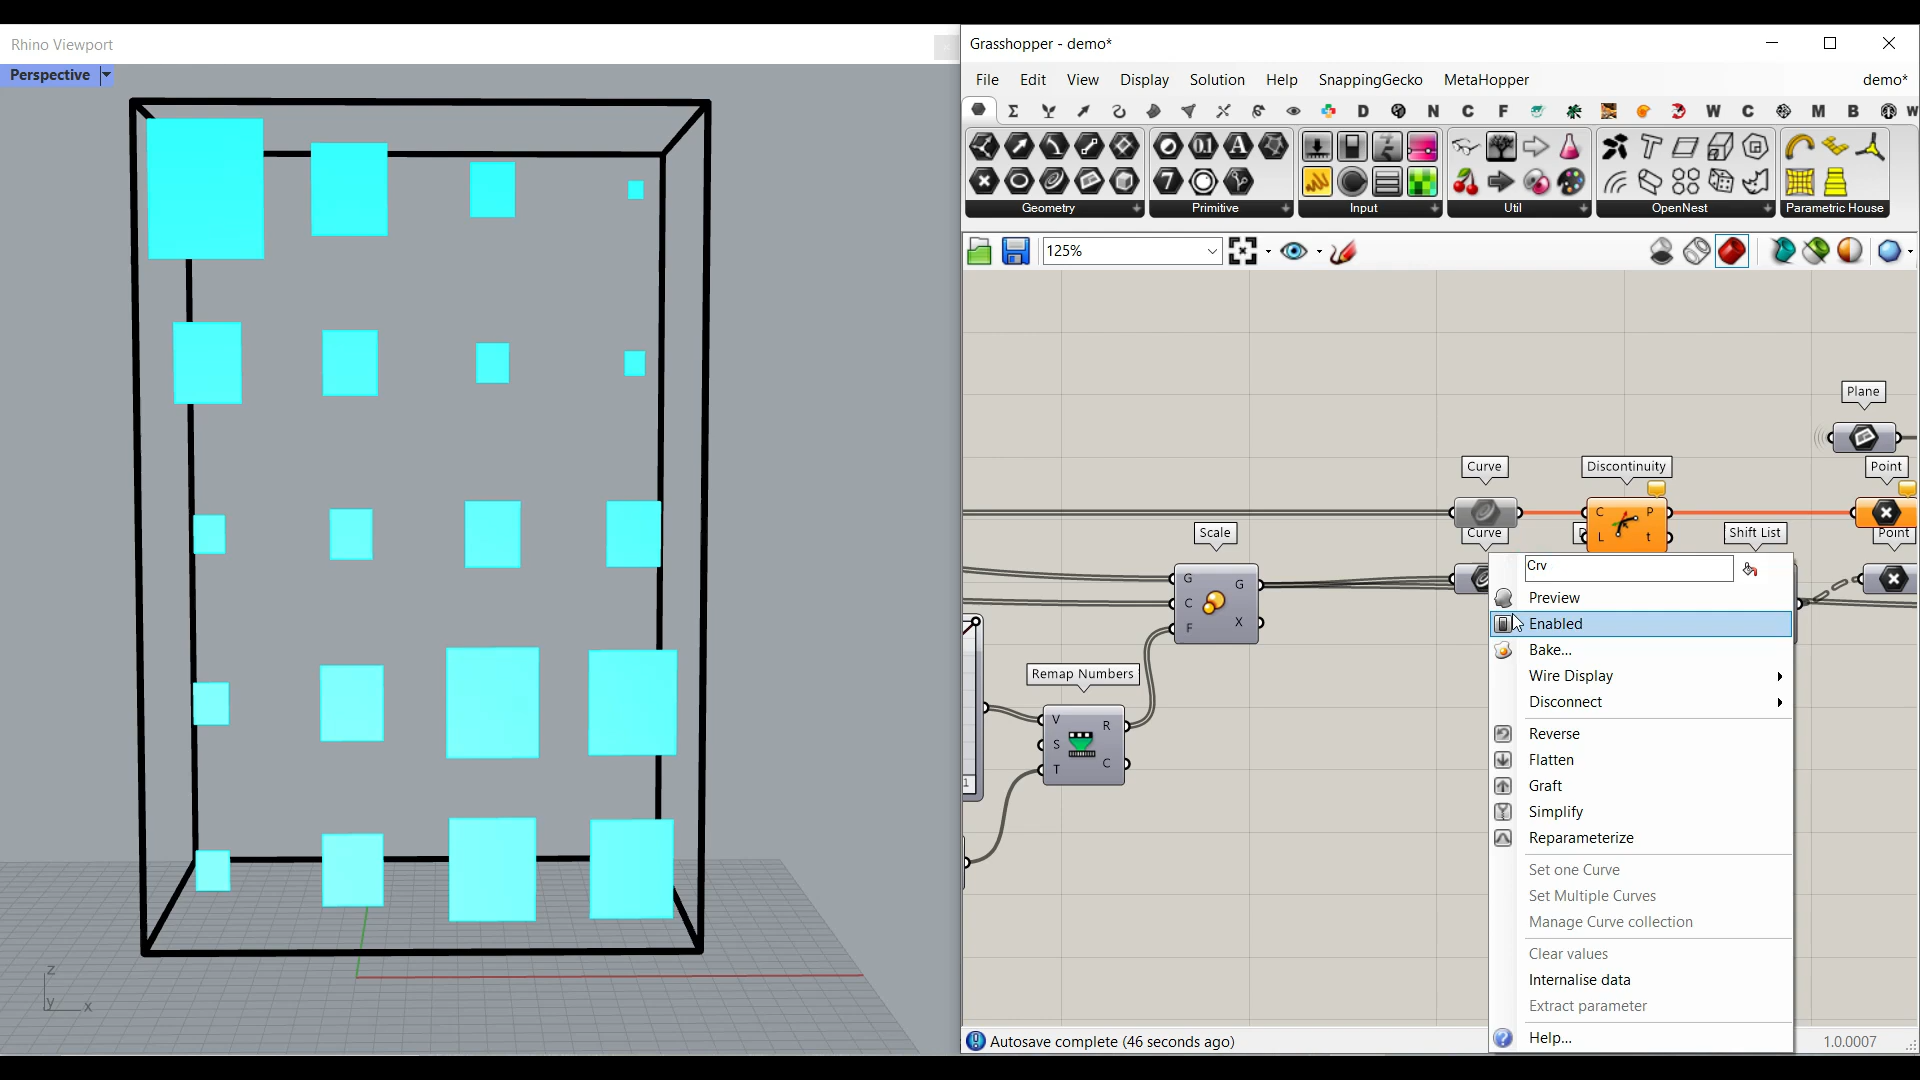 Rhino Viewport
Perspective
z
y
x
Grasshopper - demo*
File Edit View Display Solution Help SnappingGecko MetaHopper demo*
D N C F W C M B W
Geometry Primitive Input Util OpenNest Parametric House
125%
Plane
Curve Discontinuity Point
C P
L t
Scale Curve Shift List Point
G G
C
F X
Remap Numbers
V R
S
T C
1
Crv
Preview
Enabled
Bake...
Wire Display
Disconnect
Reverse
Flatten
Graft
Simplify
Reparameterize
Set one Curve
Set Multiple Curves
Manage Curve collection
Clear values
Internalise data
Extract parameter
Help...
Autosave complete (46 seconds ago)
1.0.0007